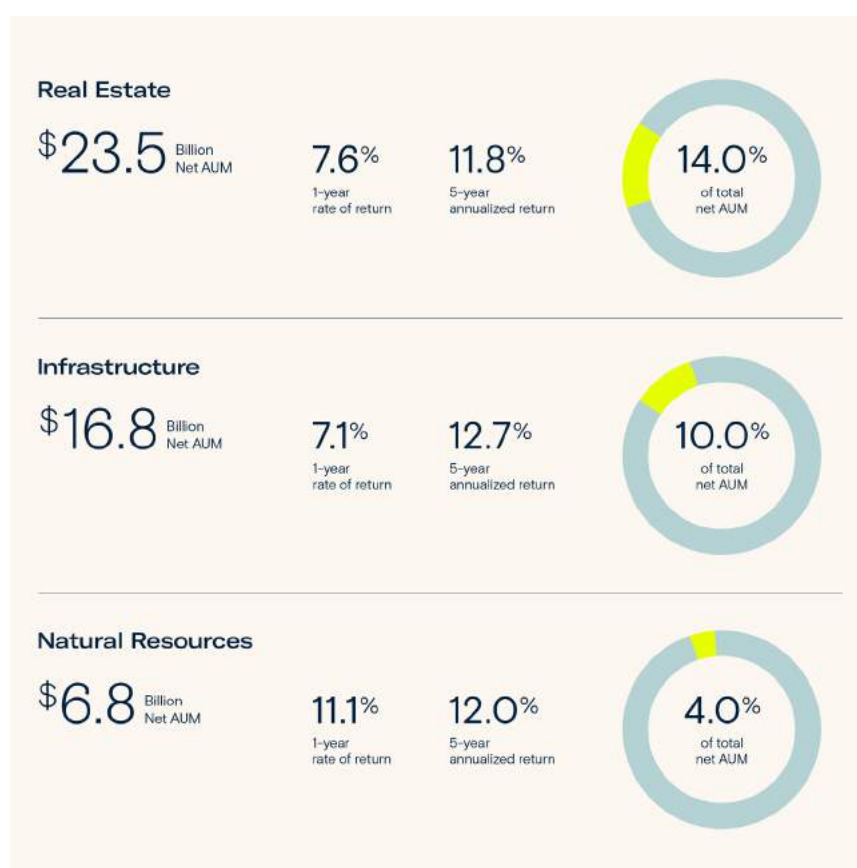 Real Estate
$23.5 Billion
Net AUM
7.6%
1-year
rate of return
11.8%
5-year
annualized return
14.0%
of total
net AUM
Infrastructure
$16.8 Billion
Net AUM
7.1%
1-year
rate of return
12.7%
5-year
annualized return
10.0%
of total
net AUM
Natural Resources
$6.8 Billion
Net AUM
11.1%
1-year
rate of return
12.0%
5-year
annualized return
4.0%
of total
net AUM